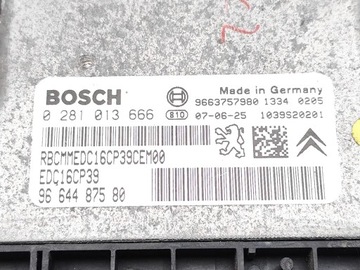 BOSCH
Made in Germany
9663757980 1334 0205
0 281 013 666
810
07-06-25
1039S20201
RBCMMEDC16CP39CEM00
EDC16CP39
96 644 875 80